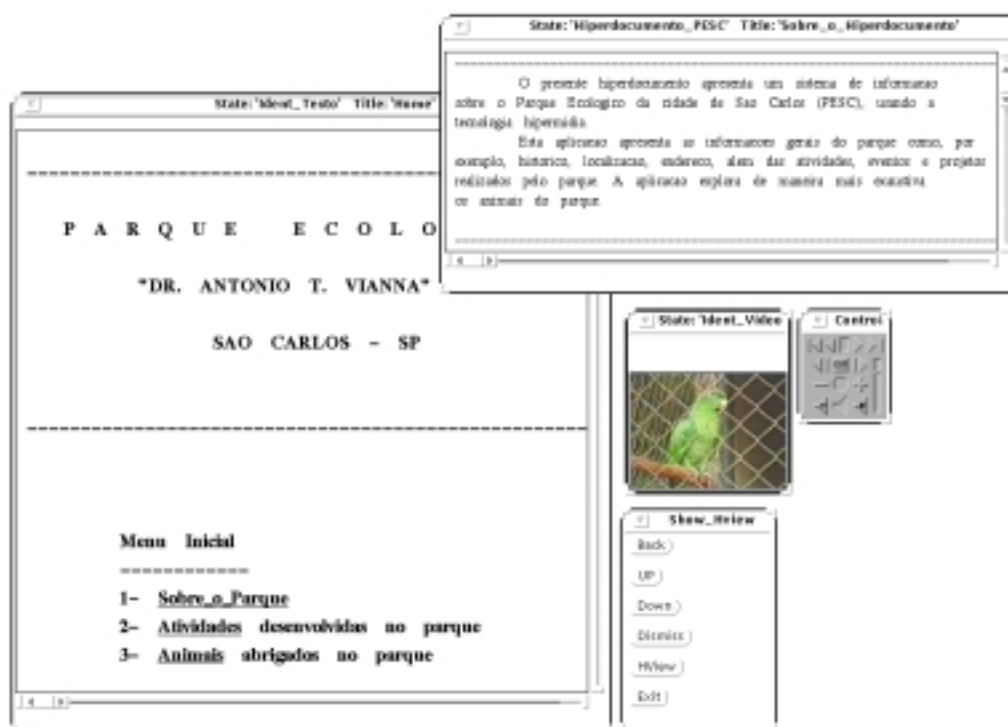 State: 'Hiperdocumento_PESC' Title: 'Sobre_o_Hiperdocumento'
O presente hiperdocumento apresenta um sistema de informacao
sobre o Parque Ecologico da cidade de Sao Carlos (PESC), usando a
tecnologia hipermidia.
Esta aplicacao apresenta as informacoes gerais do parque como, por
exemplo, historico, localizacao, endereco, alem das atividades, eventos e projetos
realizados pelo parque. A aplicacao explora de maneira mais exaustiva
os animais do parque.
State: 'Ident_Texto' Title: 'Home'
P A R Q U E E C O L O
"DR. ANTONIO T. VIANNA"
SAO CARLOS - SP
Menu Inicial
------------
1- Sobre_o_Parque
2- Atividades desenvolvidas no parque
3- Animais abrigados no parque
State: 'Ident_Video
Control
Show_Hview
Back
UP
Down
Dismiss
HView
Exit